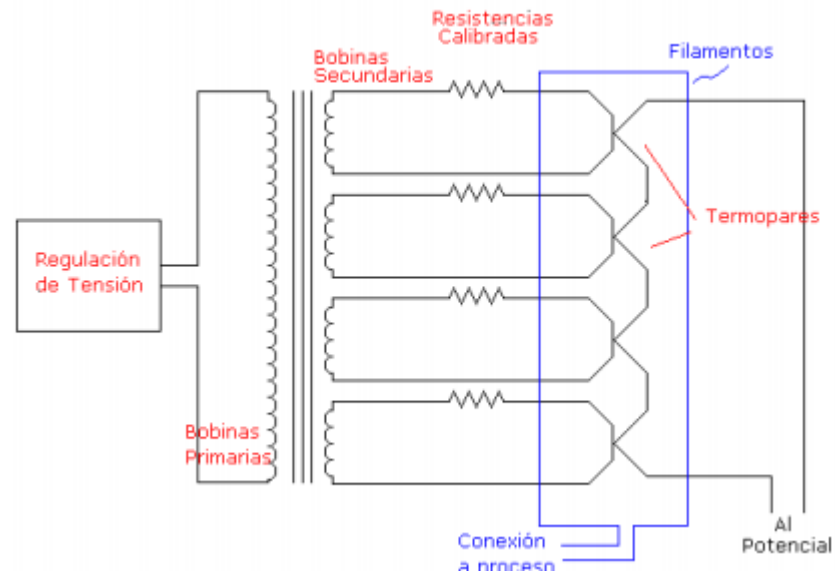 Resistencias
Calibradas
Bobinas
Secundarias
Filamentos
Termopares
Regulación
de Tensión
Bobinas
Primarias
Al
Potencial
Conexión
a proceso